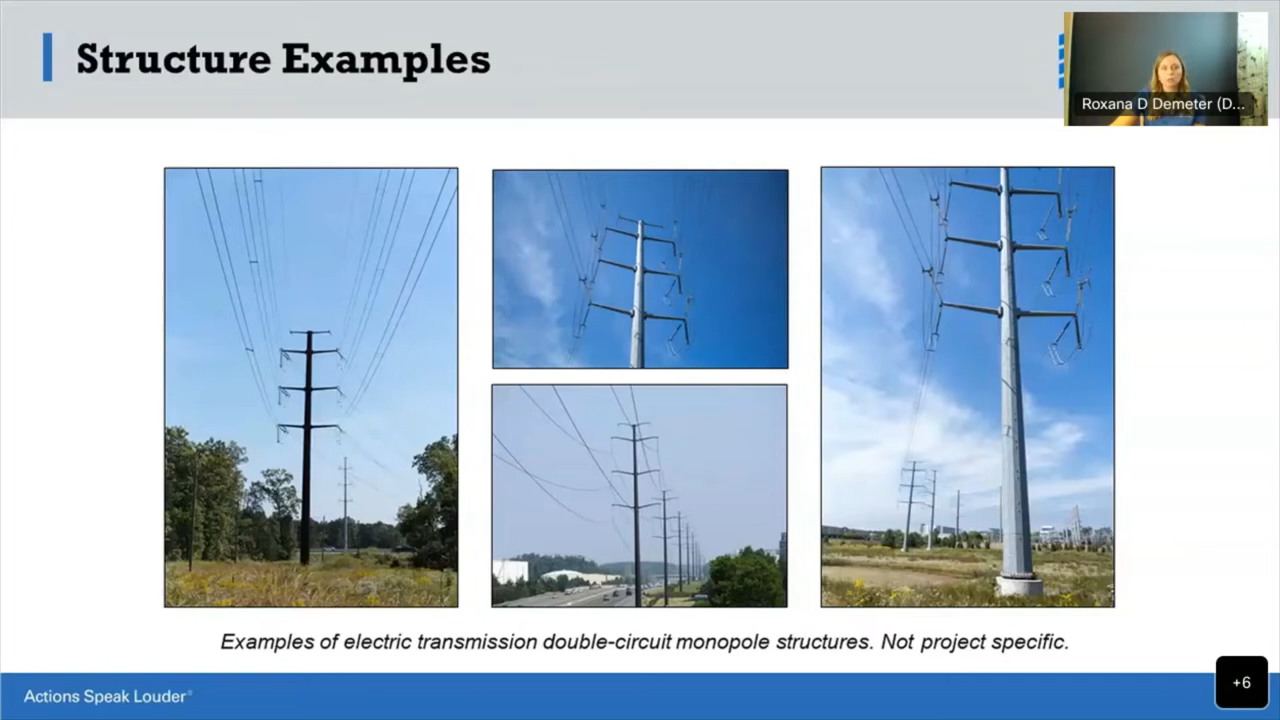 Structure Examples
Roxana D Demeter (D...
Examples of electric transmission double-circuit monopole structures. Not project specific.
Actions Speak Louder®
+6